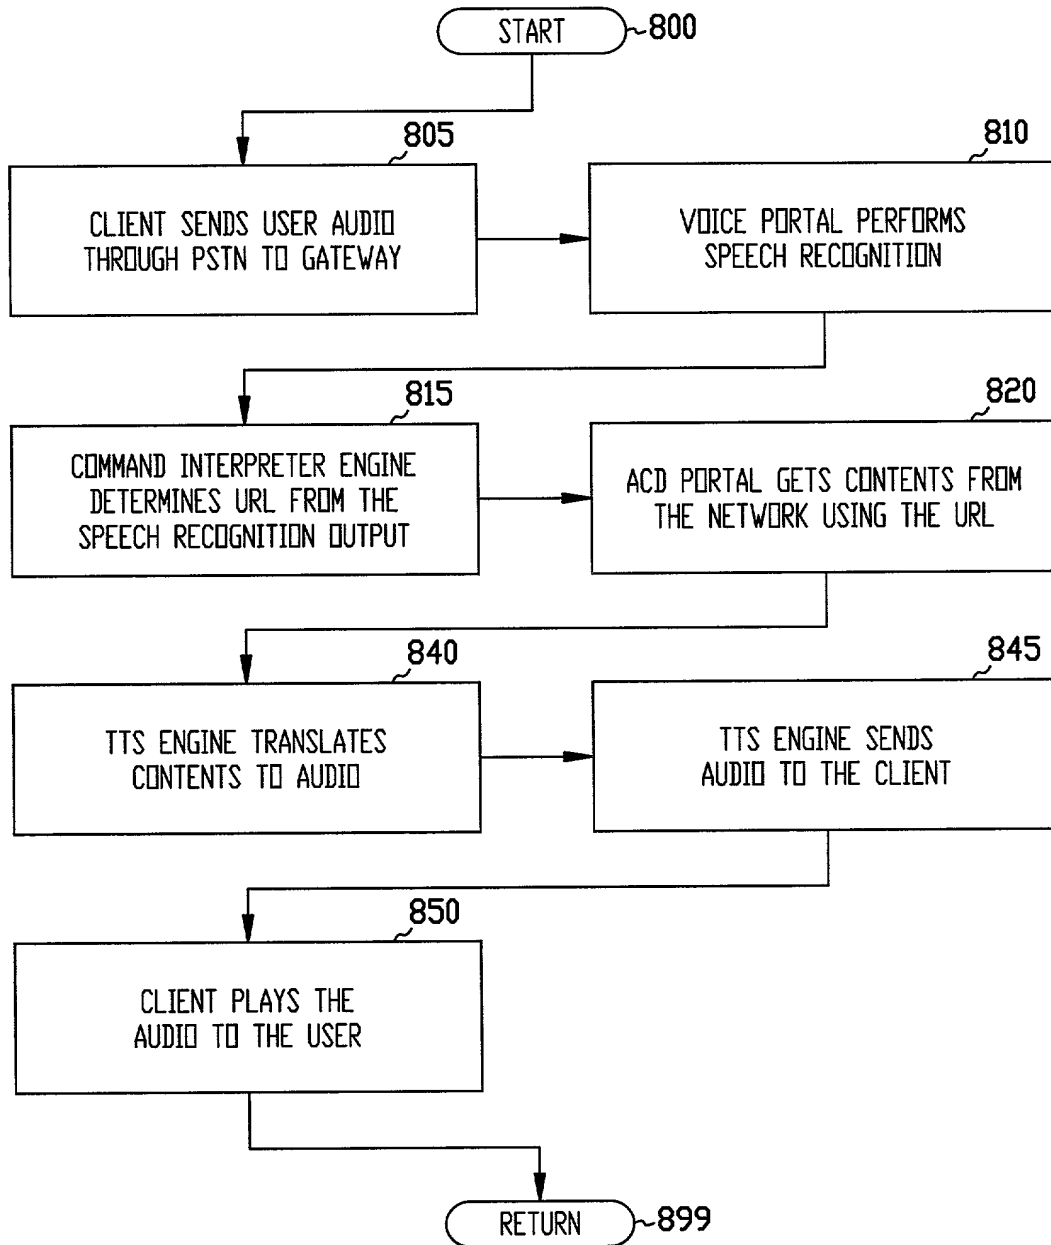 START
800
805
CLIENT SENDS USER AUDIO
THROUGH PSTN TO GATEWAY
810
VOICE PORTAL PERFORMS
SPEECH RECOGNITION
815
COMMAND INTERPRETER ENGINE
DETERMINES URL FROM THE
SPEECH RECOGNITION OUTPUT
820
ACD PORTAL GETS CONTENTS FROM
THE NETWORK USING THE URL
840
TTS ENGINE TRANSLATES
CONTENTS TO AUDIO
845
TTS ENGINE SENDS
AUDIO TO THE CLIENT
850
CLIENT PLAYS THE
AUDIO TO THE USER
RETURN
899